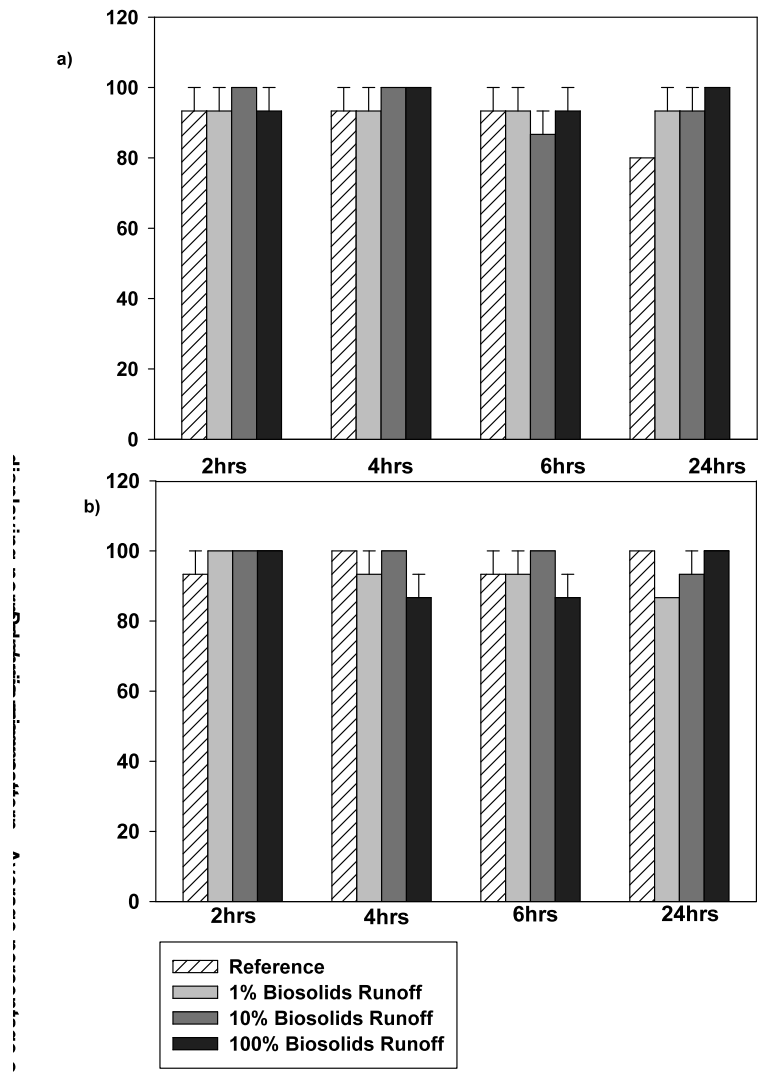 120
a)
100
80
60
40
20
0
2hrs 4hrs 6hrs 24hrs
120
b)
100
80
60
40
20
0
2hrs 4hrs 6hrs 24hrs
Reference
1% Biosolids Runoff
10% Biosolids Runoff
100% Biosolids Runoff